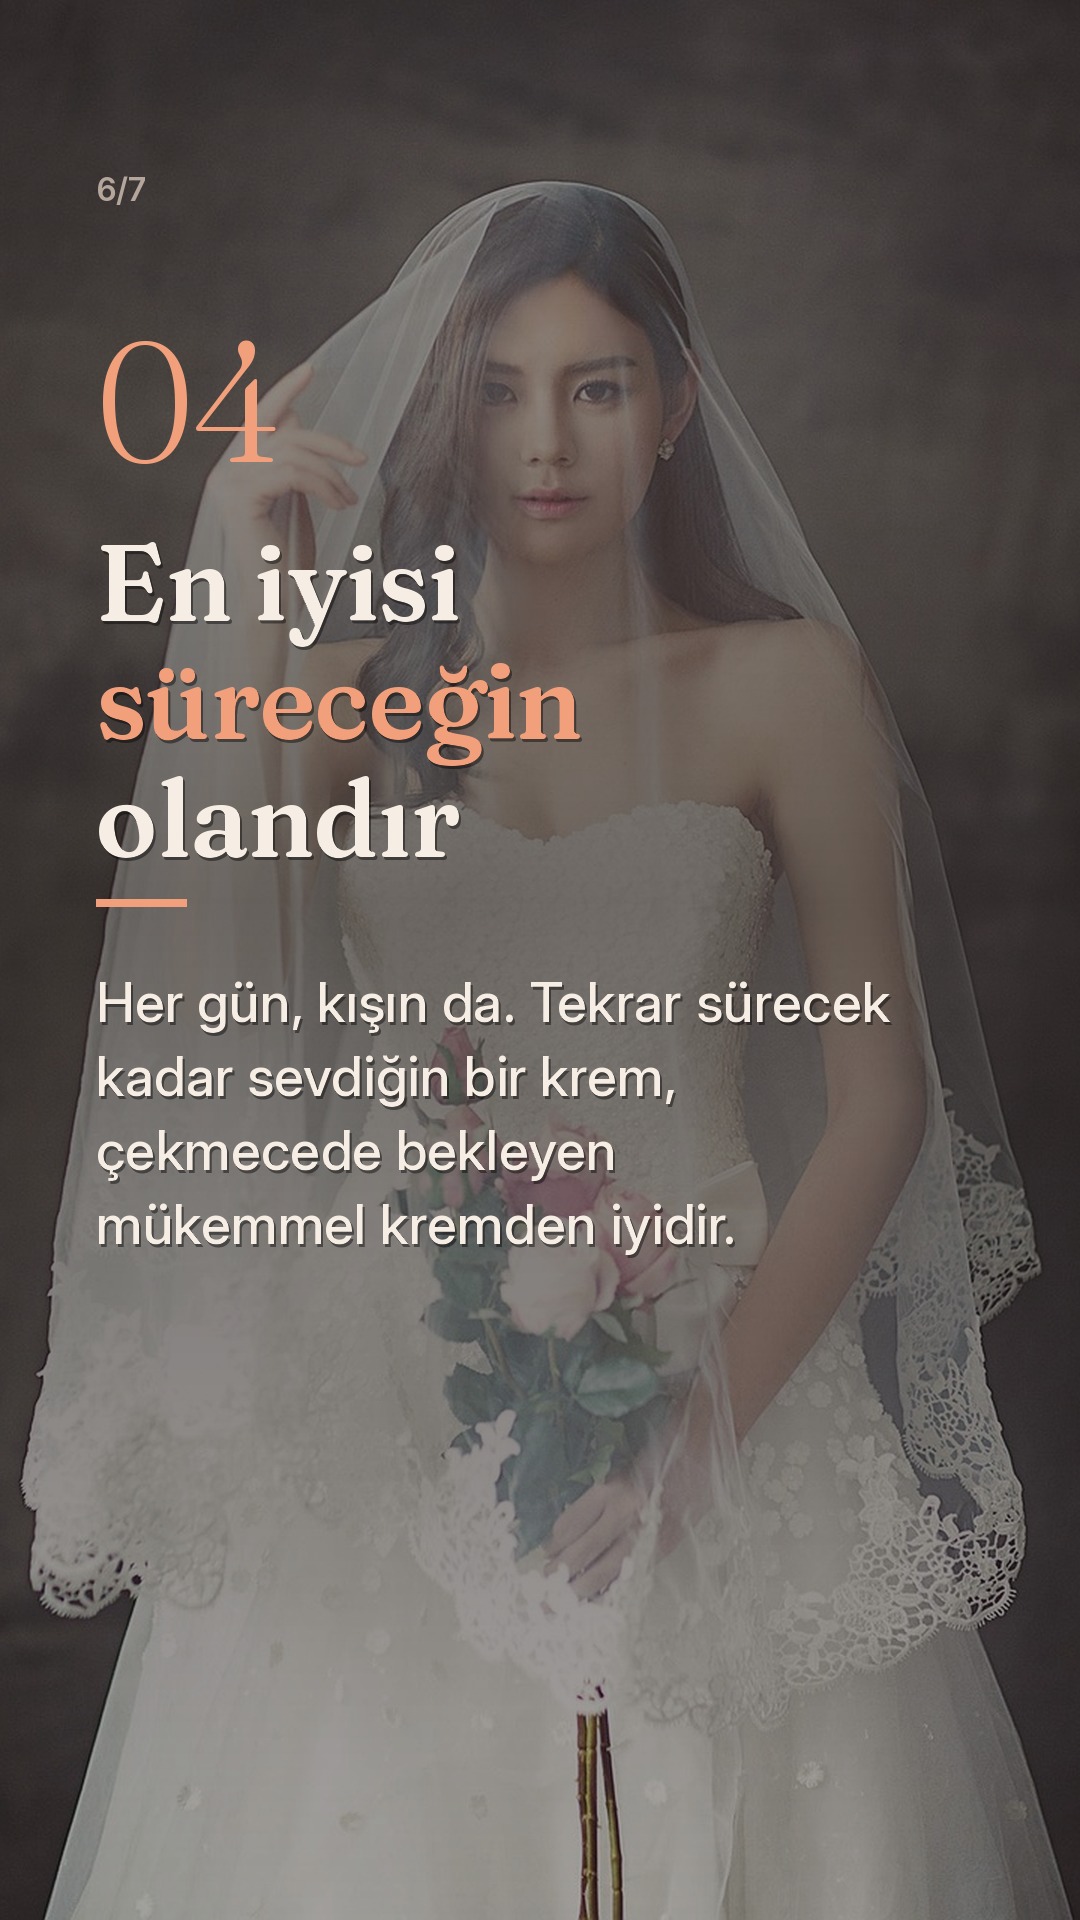 6/7
04
En iyisi
süreceğin
olandır
Her gün, kışın da. Tekrar sürecek
kadar sevdiğin bir krem,
çekmecede bekleyen
mükemmel kremden iyidir.